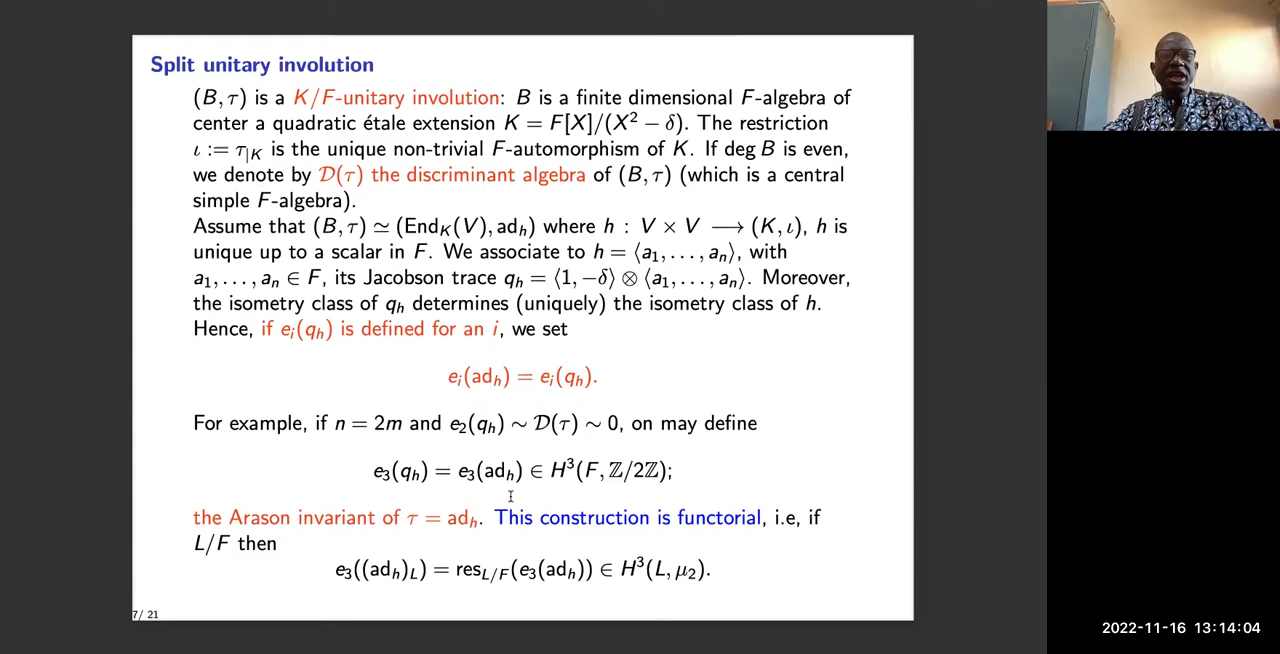 Split unitary involution
(B, τ) is a K/F-unitary involution: B is a finite dimensional F-algebra of
center a quadratic étale extension K = F[X]/(X² − δ). The restriction
ι := τ|K is the unique non-trivial F-automorphism of K. If deg B is even,
we denote by 𝒟(τ) the discriminant algebra of (B, τ) (which is a central
simple F-algebra).
Assume that (B, τ) ≃ (End_K(V), ad_h) where h : V × V ⟶ (K, ι), h is
unique up to a scalar in F. We associate to h = ⟨a₁, . . . , aₙ⟩, with
a₁, . . . , aₙ ∈ F, its Jacobson trace q_h = ⟨1, −δ⟩ ⊗ ⟨a₁, . . . , aₙ⟩. Moreover,
the isometry class of q_h determines (uniquely) the isometry class of h.
Hence, if e_i(q_h) is defined for an i, we set
e_i(ad_h) = e_i(q_h).
For example, if n = 2m and e₂(q_h) ∼ 𝒟(τ) ∼ 0, on may define
e₃(q_h) = e₃(ad_h) ∈ H³(F, ℤ/2ℤ);
the Arason invariant of τ = ad_h. This construction is functorial, i.e, if
L/F then
e₃((ad_h)_L) = res_{L/F}(e₃(ad_h)) ∈ H³(L, μ₂).
7/ 21
2022-11-16 13:14:04